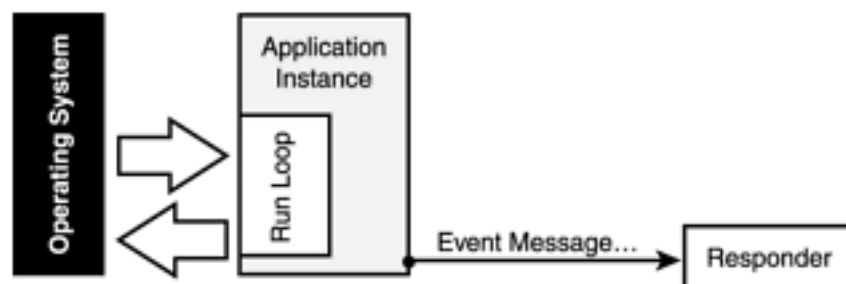 Operating System
Application
Instance
Run Loop
Event Message…
Responder